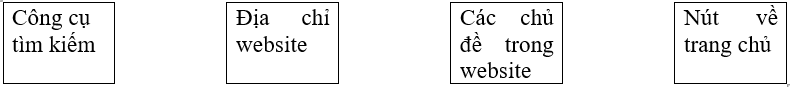 Công cụ
tìm kiếm
Địa chỉ
website
Các chủ
đề trong
website
Nút về
trang chủ